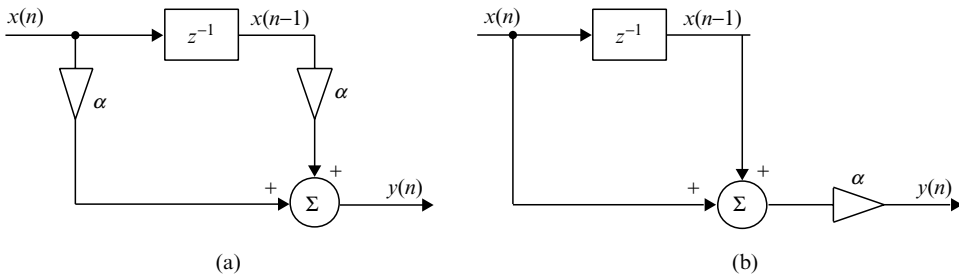 x(n) x(n–1) x(n) x(n–1)
z⁻¹ z⁻¹
α α
α
+ +
+ +
Σ y(n) Σ y(n)
(a) (b)